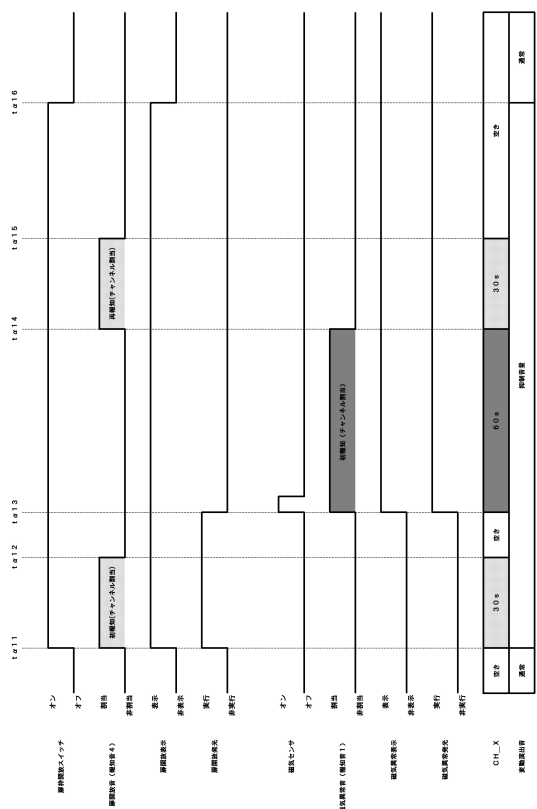 tα11
tα12
tα13
tα14
tα15
tα16
扉枠開放スイッチ
オン
オフ
扉開放音（報知音4）
割当
非割当
初報知(チャンネル割当)
再報知(チャンネル割当)
扉開放表示
表示
非表示
扉開放発光
実行
非実行
磁気センサ
オン
オフ
磁気異常音（報知音1）
割当
非割当
初報知（チャンネル割当）
磁気異常表示
表示
非表示
磁気異常発光
実行
非実行
CH＿X
空き
30s
空き
60s
30s
空き
変動演出音
通常
抑制音量
通常